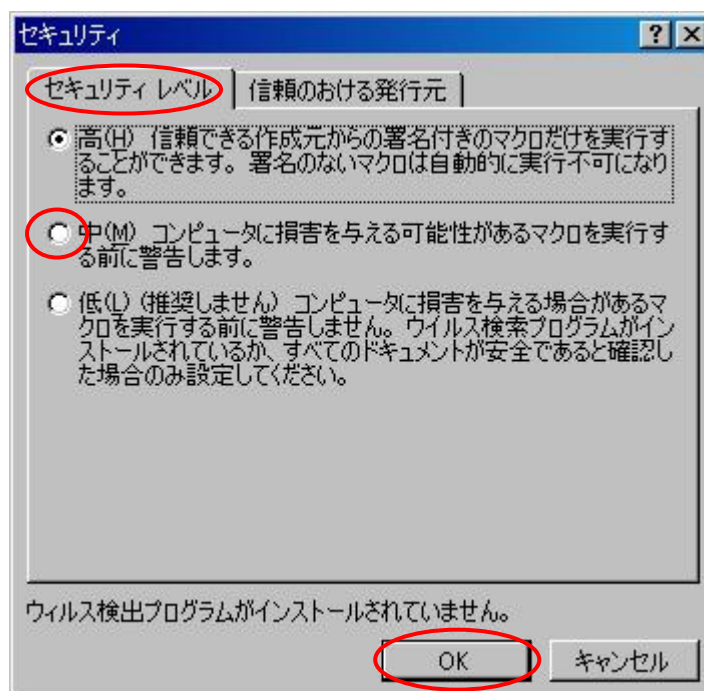 セキュリティ
セキュリティ レベル
信頼のおける発行元
高(H) 信頼できる作成元からの署名付きのマクロだけを実行す
ることができます。署名のないマクロは自動的に実行不可になり
ます。
中(M) コンピュータに損害を与える可能性があるマクロを実行す
る前に警告します。
低(L) (推奨しません) コンピュータに損害を与える場合があるマ
クロを実行する前に警告しません。ウイルス検索プログラムがイン
ストールされているか、すべてのドキュメントが安全であると確認し
た場合のみ設定してください。
ウィルス検出プログラムがインストールされていません。
OK
キャンセル